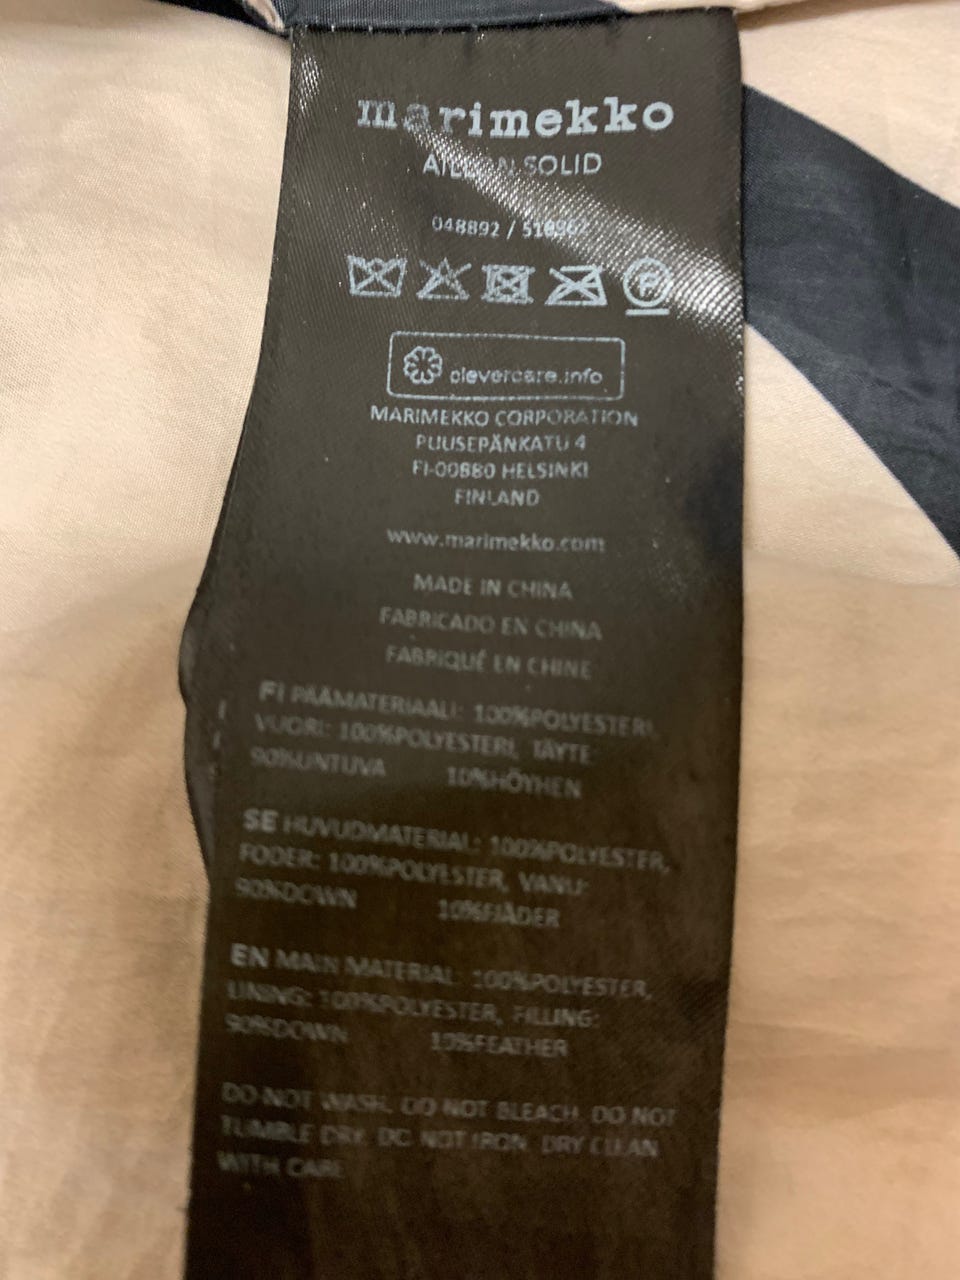 marimekko
SOLID
048892 /
P
clevercare.info
MARIMEKKO CORPORATION
PUUSEPÄNKATU 4
FI-00880 HELSINKI
FINLAND
www.marimekko.com
MADE IN CHINA
FABRICADO EN CHINA
FABRIQUÉ EN CHINE
FI PÄÄMATERIAALI: 100%POLYESTERI,
VUORI: 100%POLYESTERI, TÄYTE:
90%UNTUVA 10%HÖYHEN
SE HUVUDMATERIAL: 100%POLYESTER,
FODER: 100%POLYESTER, VANU:
90%DOWN 10%FJÄDER
EN MAIN MATERIAL: 100%POLYESTER,
LINING: 100%POLYESTER, FILLING:
90%DOWN 10%FEATHER
DO NOT WASH. DO NOT BLEACH. DO NOT
TUMBLE DRY. DO NOT IRON. DRY CLEAN
WITH CARE